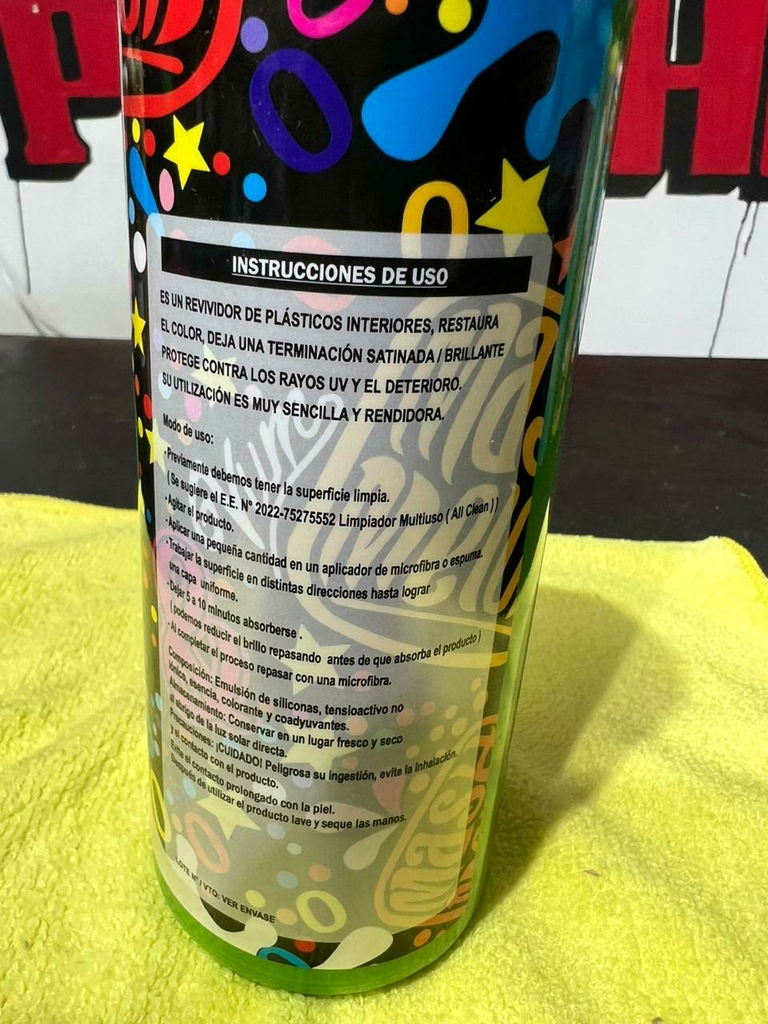 INSTRUCCIONES DE USO
ES UN REVIVIDOR DE PLÁSTICOS INTERIORES, RESTAURA
EL COLOR, DEJA UNA TERMINACIÓN SATINADA / BRILLANTE
PROTEGE CONTRA LOS RAYOS UV Y EL DETERIORO.
SU UTILIZACIÓN ES MUY SENCILLA Y RENDIDORA.
Modo de uso:
-Previamente debemos tener la superficie limpia.
( Se sugiere el E.E. N° 2022-75275552 Limpiador Multiuso ( All Clean ) )
-Agitar el producto.
-Aplicar una pequeña cantidad en un aplicador de microfibra o espuma.
-Trabajar la superficie en distintas direcciones hasta lograr
una capa uniforme.
-Dejar 5 a 10 minutos absorberse .
( podemos reducir el brillo repasando antes de que absorba el producto )
-Al completar el proceso repasar con una microfibra.
Composición: Emulsión de siliconas, tensioactivo no
iónico, esencia, colorante y coadyuvantes.
Almacenamiento: Conservar en un lugar fresco y seco
al abrigo de la luz solar directa.
Precauciones: ¡CUIDADO! Peligrosa su ingestión, evite la inhalación.
y el contacto con el producto.
Evite el contacto prolongado con la piel.
Después de utilizar el producto lave y seque las manos.
LOTE N° / VTO: VER ENVASE